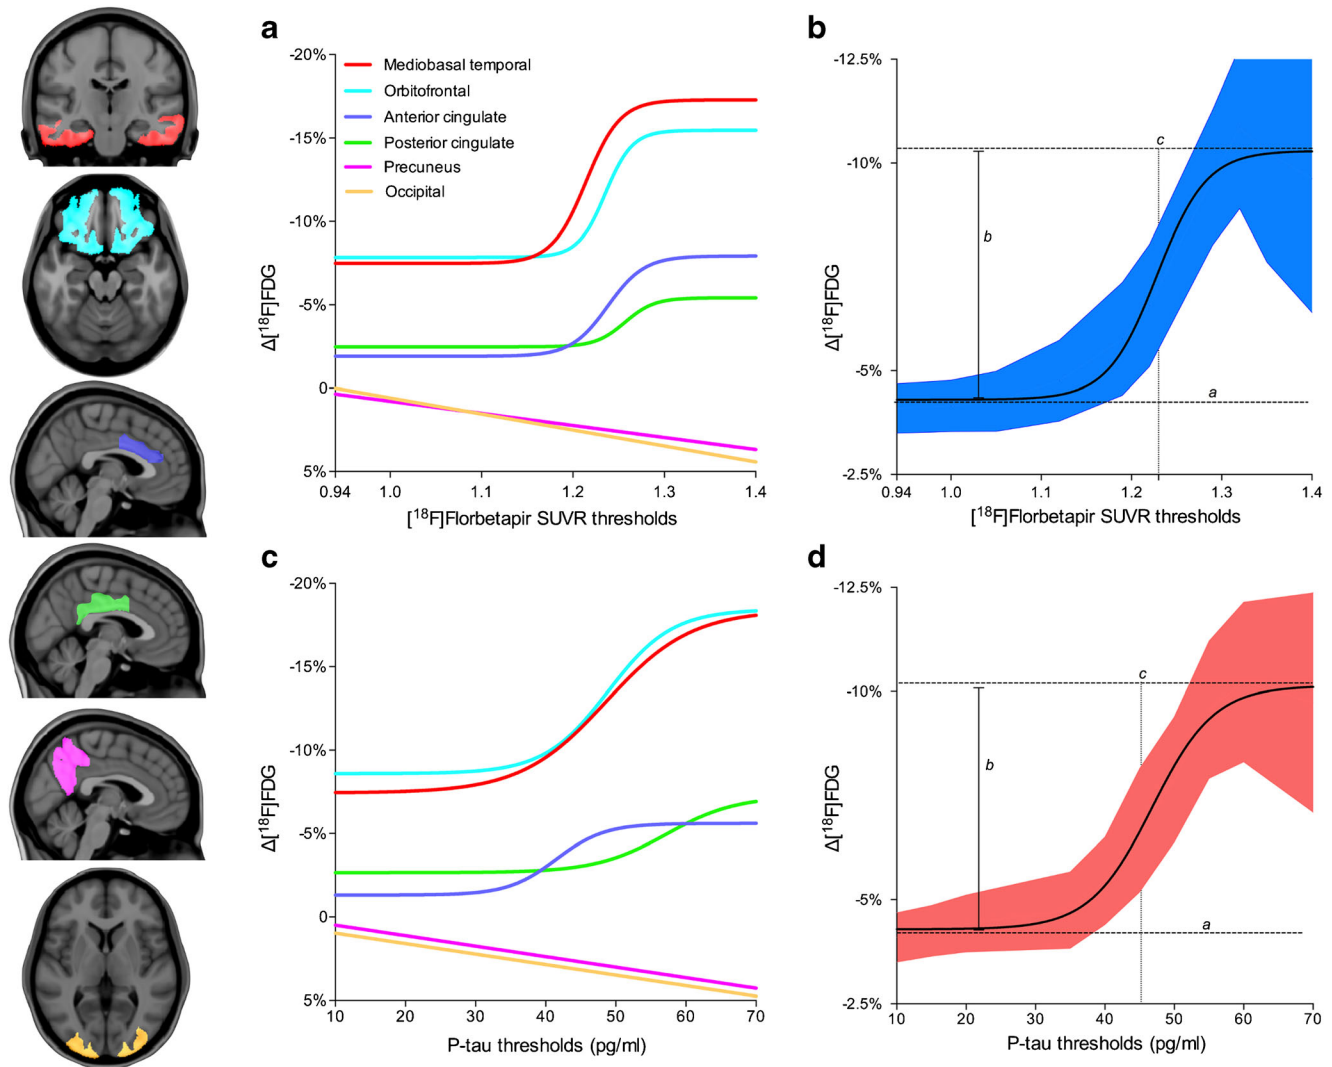 a
-20%
-15%
-10%
-5%
0
5%
Δ[¹⁸F]FDG
Mediobasal temporal
Orbitofrontal
Anterior cingulate
Posterior cingulate
Precuneus
Occipital
0.94 1.0 1.1 1.2 1.3 1.4
[¹⁸F]Florbetapir SUVR thresholds
b
-12.5%
-10%
-5%
-2.5%
Δ[¹⁸F]FDG
c
b
a
0.94 1.0 1.1 1.2 1.3 1.4
[¹⁸F]Florbetapir SUVR thresholds
c
-20%
-15%
-10%
-5%
0
5%
Δ[¹⁸F]FDG
10 20 30 40 50 60 70
P-tau thresholds (pg/ml)
d
-12.5%
-10%
-5%
-2.5%
Δ[¹⁸F]FDG
c
b
a
10 20 30 40 50 60 70
P-tau thresholds (pg/ml)